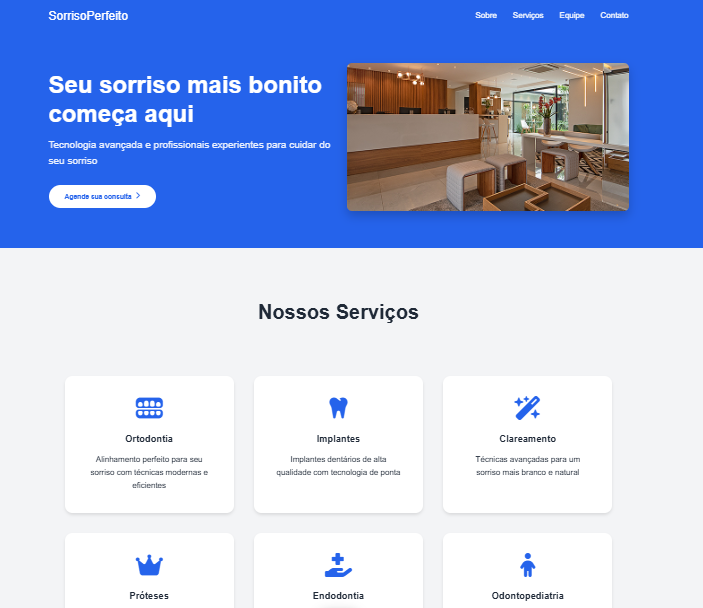 SorrisoPerfeito
Sobre Serviços Equipe Contato
Seu sorriso mais bonito
começa aqui
Tecnologia avançada e profissionais experientes para cuidar do
seu sorriso
Agende sua consulta
Nossos Serviços
Ortodontia
Alinhamento perfeito para seu
sorriso com técnicas modernas e
eficientes
Implantes
Implantes dentários de alta
qualidade com tecnologia de ponta
Clareamento
Técnicas avançadas para um
sorriso mais branco e natural
Próteses
Endodontia
Odontopediatria